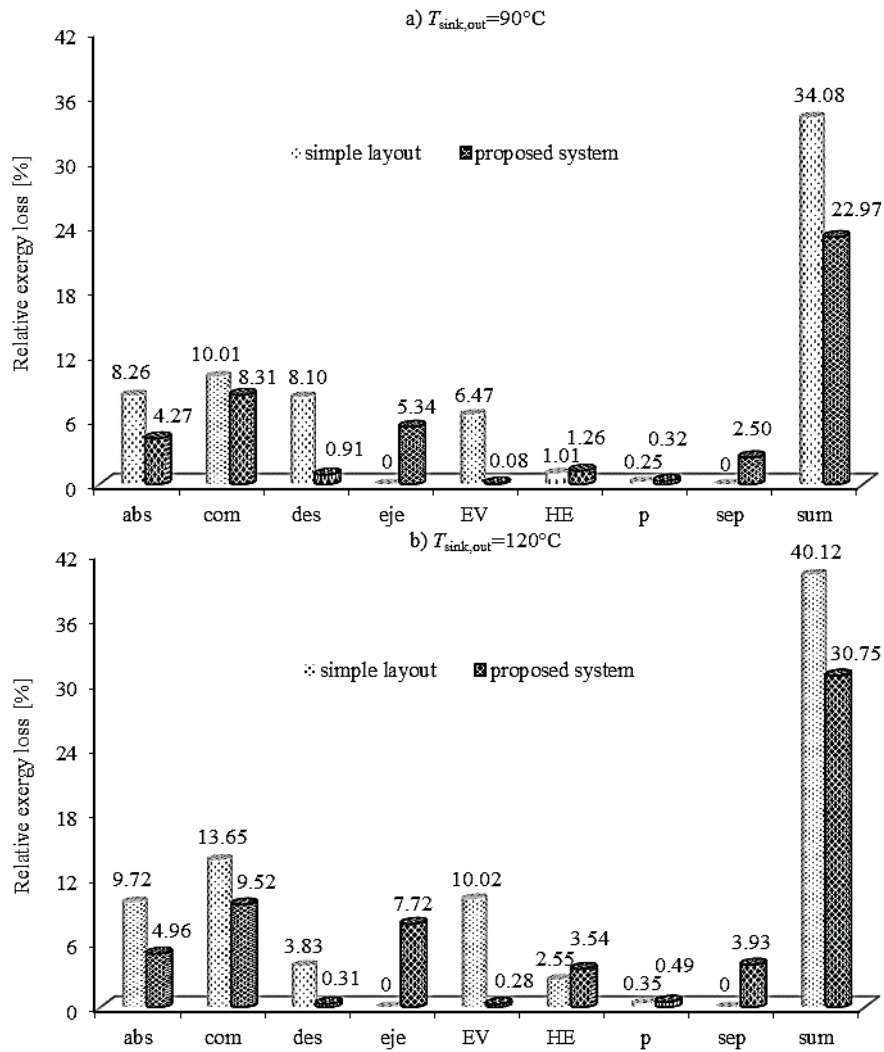 a) Tsink,out=90°C
Relative exergy loss [%]
42
36
30
24
18
12
6
0
simple layout proposed system
8.26 4.27 10.01 8.31 8.10 0.91 0 5.34 6.47 0.08 1.01 1.26 0.25 0.32 0 2.50 34.08 22.97
abs com des eje EV HE p sep sum
b) Tsink,out=120°C
Relative exergy loss [%]
42
36
30
24
18
12
6
0
simple layout proposed system
9.72 4.96 13.65 9.52 3.83 0.31 0 7.72 10.02 0.28 2.55 3.54 0.35 0.49 0 3.93 40.12 30.75
abs com des eje EV HE p sep sum